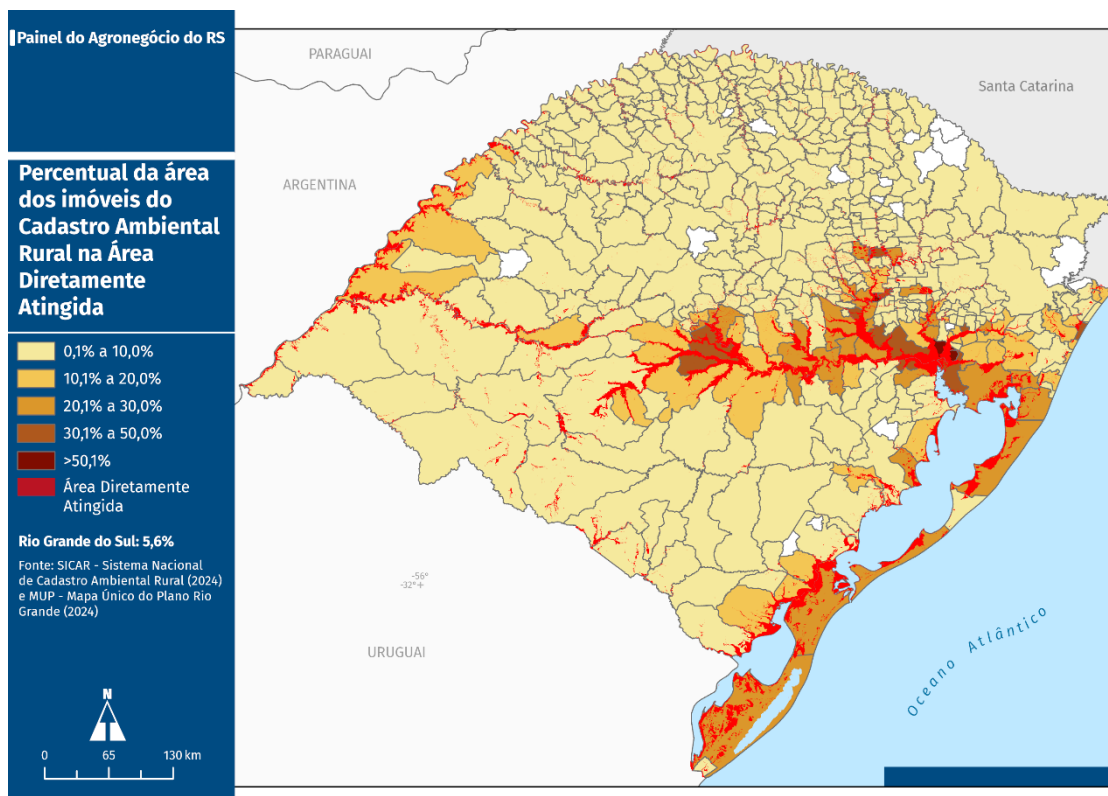 Painel do Agronegócio do RS
Percentual da área
dos imóveis do
Cadastro Ambiental
Rural na Área
Diretamente
Atingida
0,1% a 10,0%
10,1% a 20,0%
20,1% a 30,0%
30,1% a 50,0%
>50,1%
Área Diretamente
Atingida
Rio Grande do Sul: 5,6%
Fonte: SICAR - Sistema Nacional
de Cadastro Ambiental Rural (2024)
e MUP - Mapa Único do Plano Rio
Grande (2024)
N
0 65 130 km
PARAGUAI
Santa Catarina
ARGENTINA
-56°
-32°
URUGUAI
Oceano Atlântico